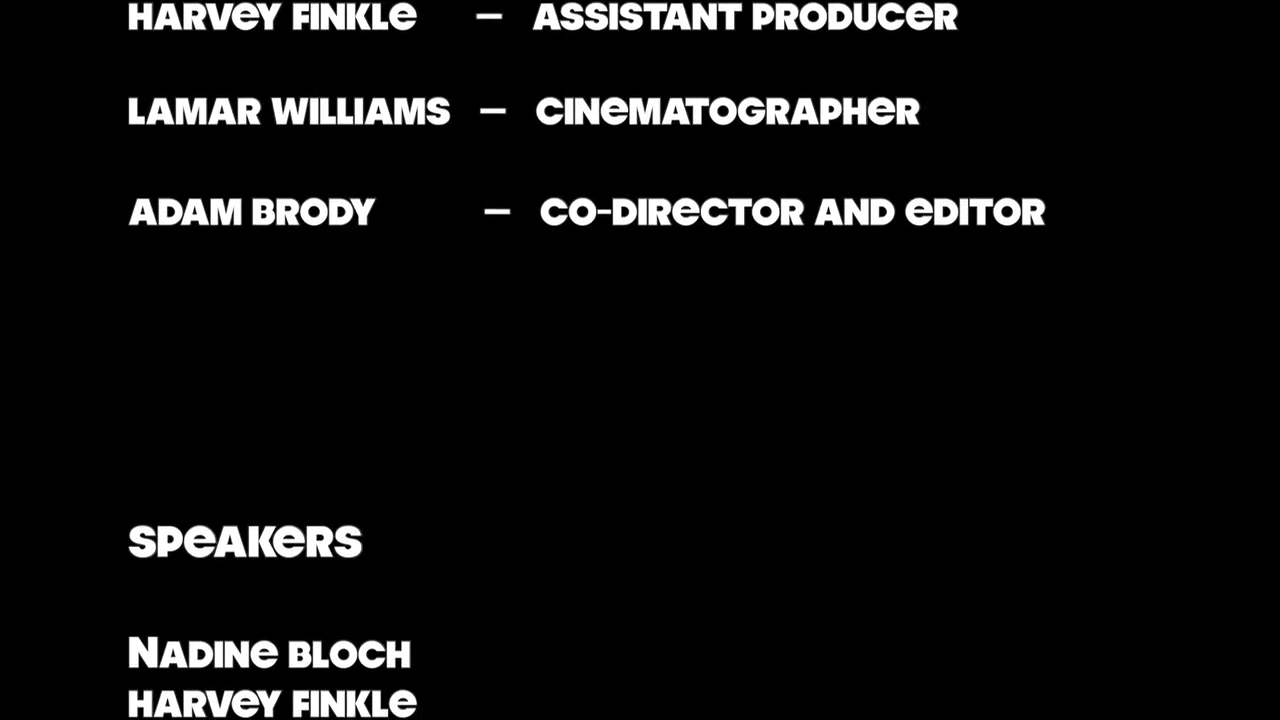 HARVEY FINKLE — ASSISTANT PRODUCER
LAMAR WILLIAMS — CINEMATOGRAPHER
ADAM BRODY — CO-DIRECTOR AND EDITOR
SPEAKERS
NADINE BLOCH
HARVEY FINKLE